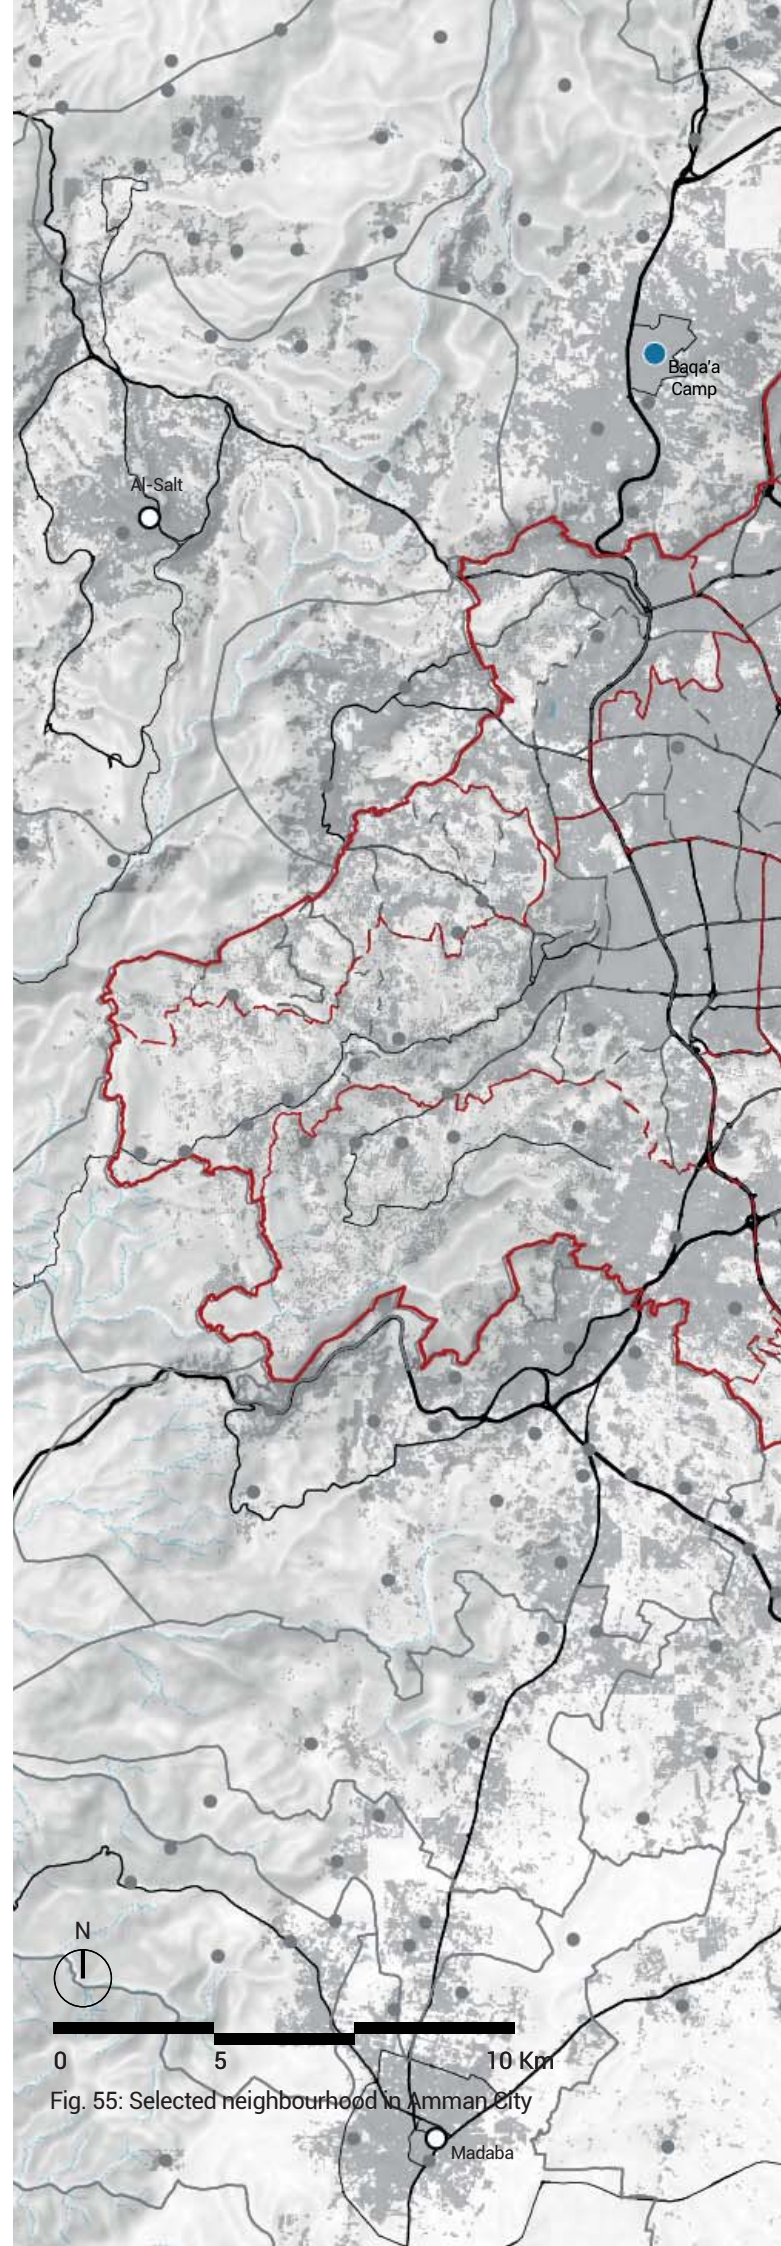 Baqa'a
Camp
Al-Salt
N
0 5 10 Km
Fig. 55: Selected neighbourhood in Amman City
Madaba